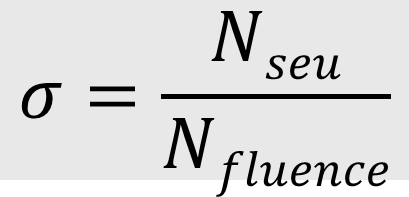 σ = N_seu / N_fluence